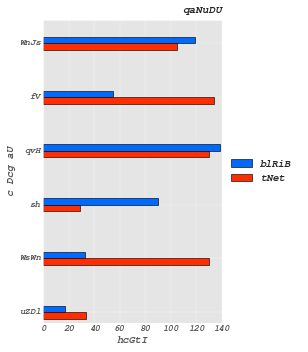 qaNuDU
WnJs
fV
qvH
sh
WsWn
uZDl
c Dcg aU
0 20 40 60 80 100 120 140
hcGtI
blRiB
tNet